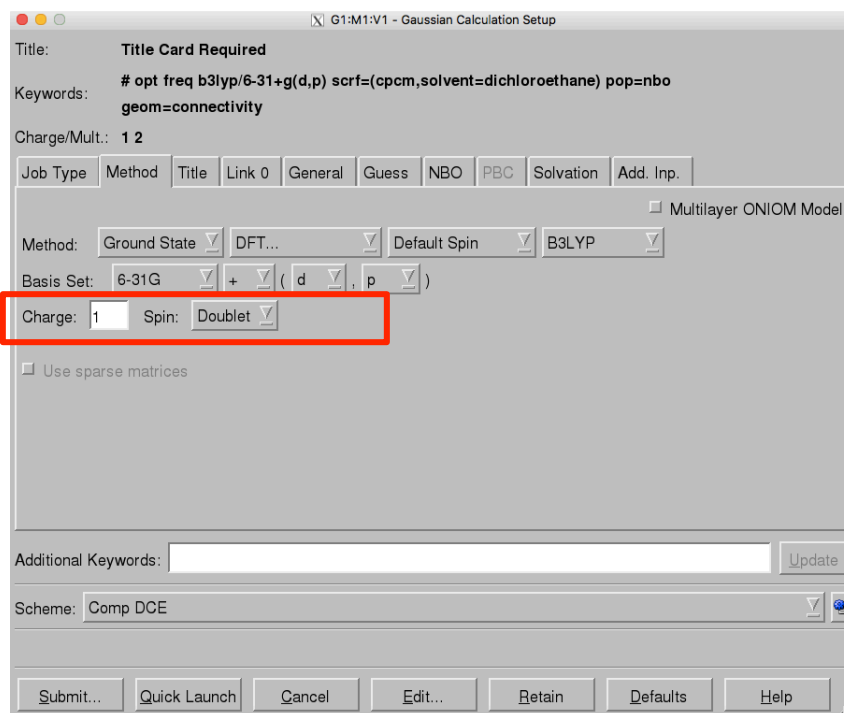 G1:M1:V1 - Gaussian Calculation Setup
Title: Title Card Required
Keywords: # opt freq b3lyp/6-31+g(d,p) scrf=(cpcm,solvent=dichloroethane) pop=nbo
geom=connectivity
Charge/Mult.: 1 2
Job Type Method Title Link 0 General Guess NBO PBC Solvation Add. Inp.
Multilayer ONIOM Model
Method: Ground State DFT... Default Spin B3LYP
Basis Set: 6-31G + ( d , p )
Charge: 1 Spin: Doublet
Use sparse matrices
Additional Keywords: Update
Scheme: Comp DCE
Submit... Quick Launch Cancel Edit... Retain Defaults Help